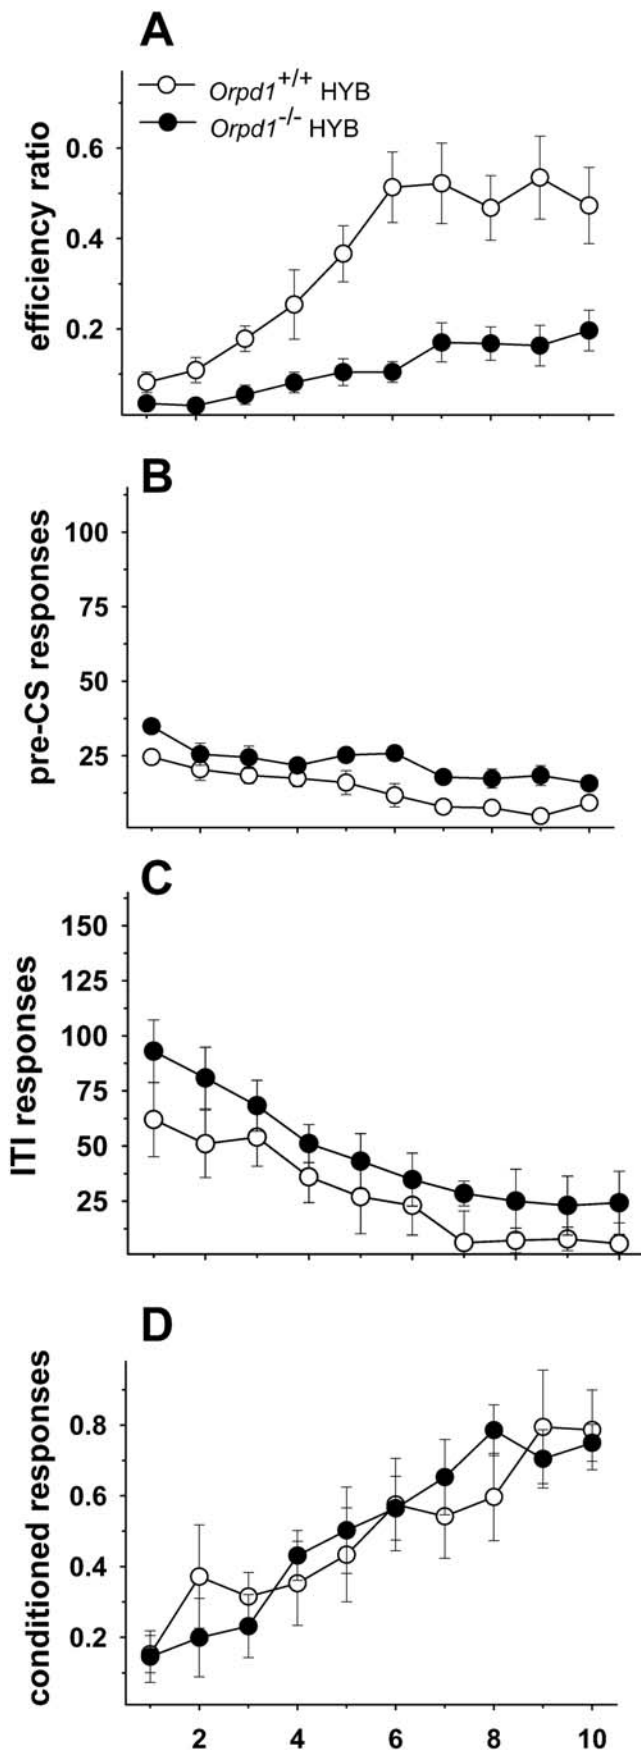 A
Orpd1+/+ HYB
Orpd1-/- HYB
efficiency ratio
0.6
0.4
0.2
B
pre-CS responses
100
75
50
25
C
ITI responses
150
125
100
75
50
25
D
conditioned responses
0.8
0.6
0.4
0.2
2 4 6 8 10